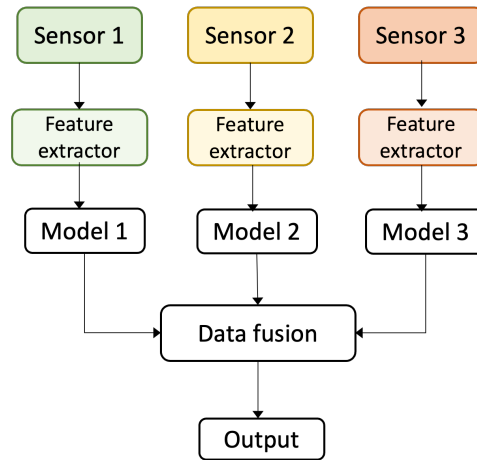 Sensor 1
Sensor 2
Sensor 3
Feature
extractor
Feature
extractor
Feature
extractor
Model 1
Model 2
Model 3
Data fusion
Output